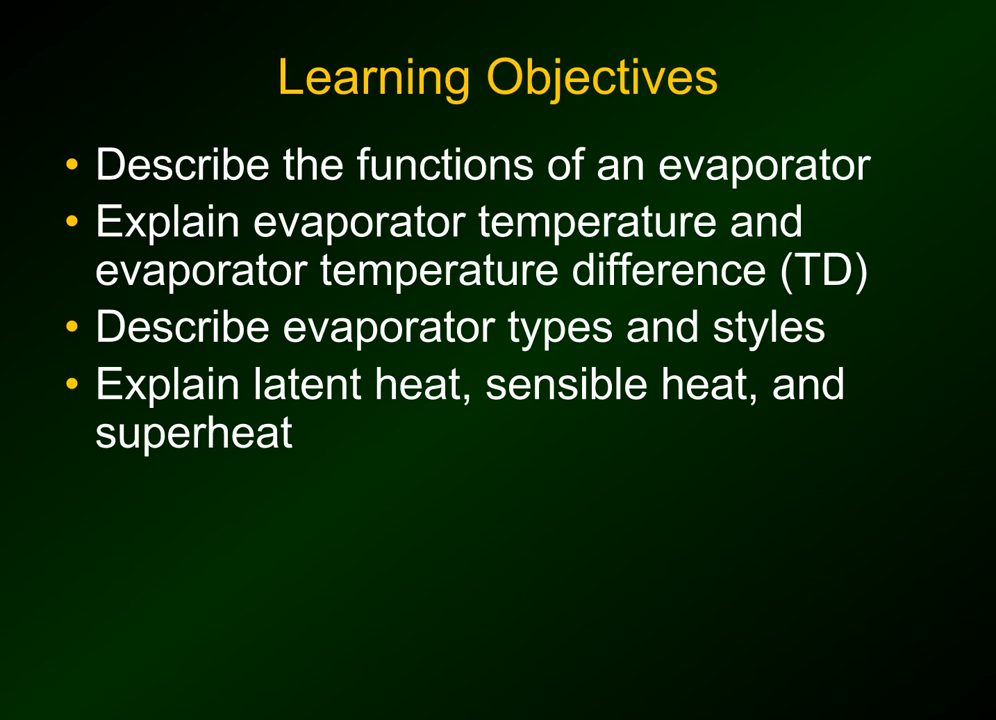 Learning Objectives
• Describe the functions of an evaporator
• Explain evaporator temperature and
evaporator temperature difference (TD)
• Describe evaporator types and styles
• Explain latent heat, sensible heat, and
superheat